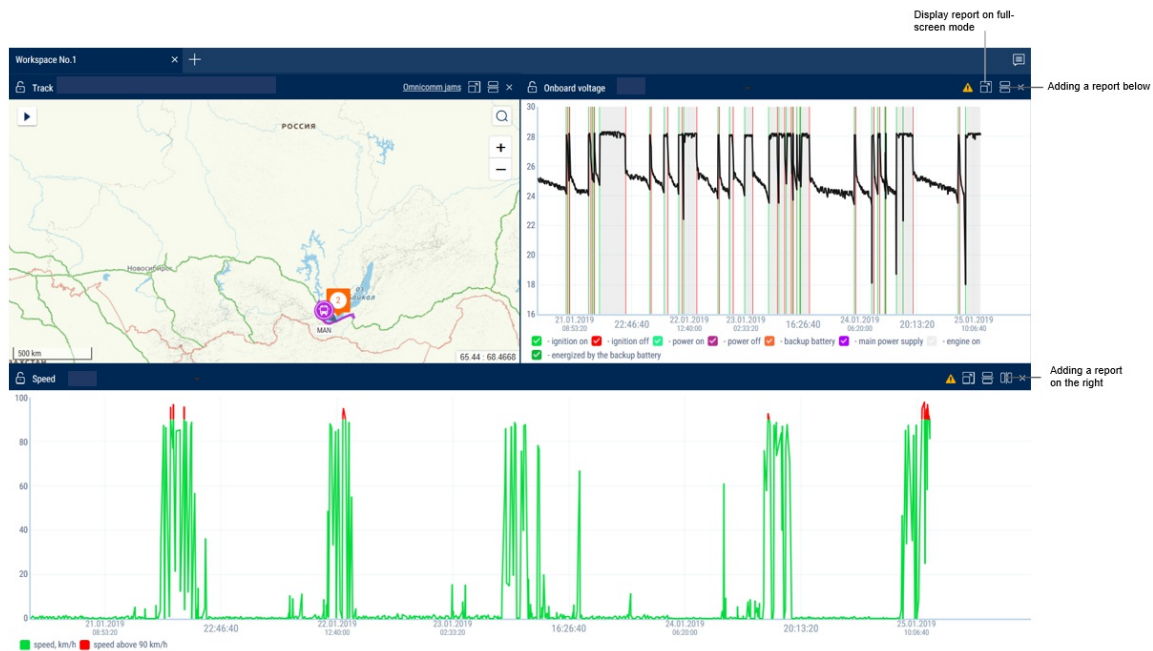 Display report on full-
screen mode
Workspace No.1
Track
Omnicomm jams
Onboard voltage
Adding a report below
РОССИЯ
Новосибирск
2
MAN
500 km
65.44 : 68.4668
30
28
26
24
22
20
18
16
21.01.2019
08:53:20
22:46:40
22.01.2019
12:40:00
23.01.2019
02:33:20
16:26:40
24.01.2019
06:20:00
20:13:20
25.01.2019
10:06:40
- ignition on - ignition off - power on - power off - backup battery - main power supply - engine on
- energized by the backup battery
Adding a report
on the right
Speed
100
80
60
40
20
0
21.01.2019
08:53:20
22:46:40
22.01.2019
12:40:00
23.01.2019
02:33:20
16:26:40
24.01.2019
06:20:00
20:13:20
25.01.2019
10:06:40
speed, km/h speed above 90 km/h